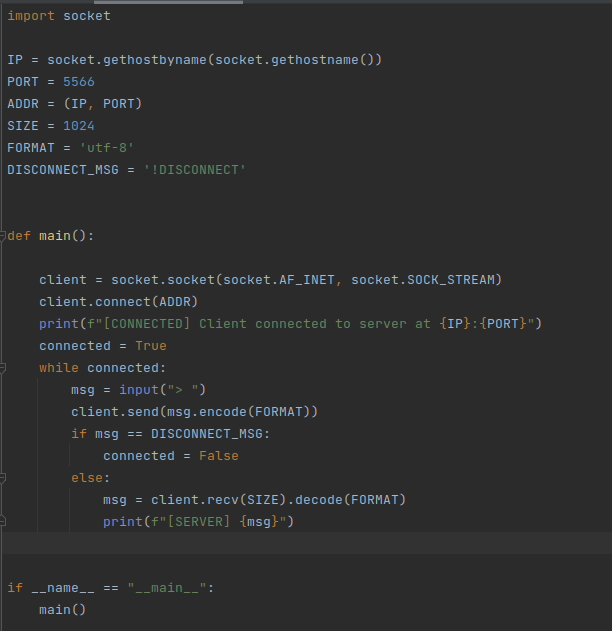 import socket
IP = socket.gethostbyname(socket.gethostname())
PORT = 5566
ADDR = (IP, PORT)
SIZE = 1024
FORMAT = 'utf-8'
DISCONNECT_MSG = '!DISCONNECT'
def main():
    client = socket.socket(socket.AF_INET, socket.SOCK_STREAM)
    client.connect(ADDR)
    print(f"[CONNECTED] Client connected to server at {IP}:{PORT}")
    connected = True
    while connected:
        msg = input("> ")
        client.send(msg.encode(FORMAT))
        if msg == DISCONNECT_MSG:
            connected = False
        else:
            msg = client.recv(SIZE).decode(FORMAT)
            print(f"[SERVER] {msg}")
if __name__ == "__main__":
    main()